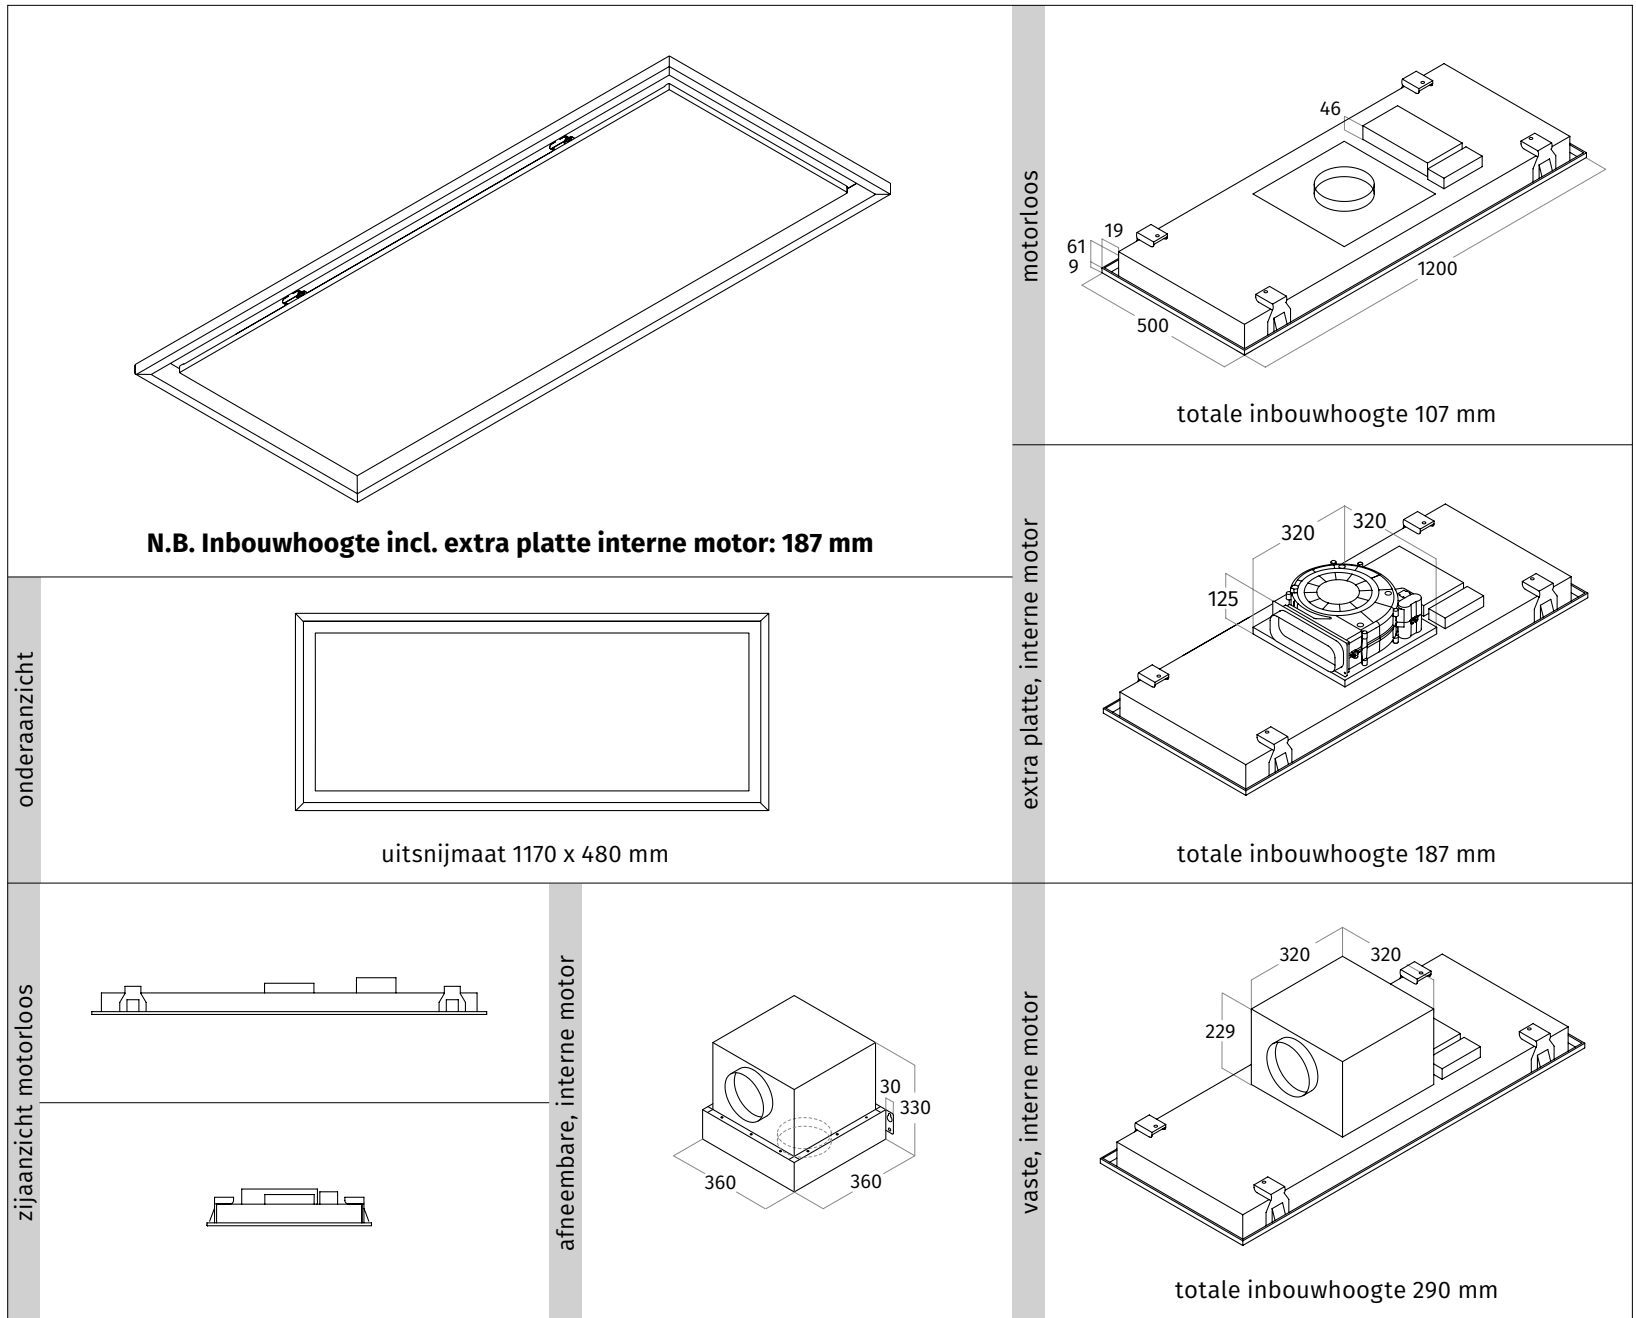 N.B. Inbouwhoogte incl. extra platte interne motor: 187 mm
motorloos
46
19
61
9
500
1200
totale inbouwhoogte 107 mm
onderaanzicht
uitsnijmaat 1170 x 480 mm
extra platte, interne motor
320
320
125
totale inbouwhoogte 187 mm
zijaanzicht motorloos
afneembare, interne motor
30
330
360
360
vaste, interne motor
320
320
229
totale inbouwhoogte 290 mm